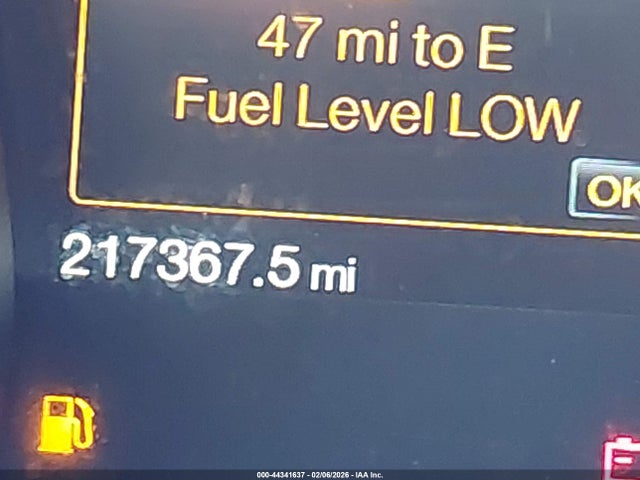 47 mi to E
Fuel Level LOW
OK
217367.5 mi
000-44341637 - 02/06/2026 - IAA Inc.